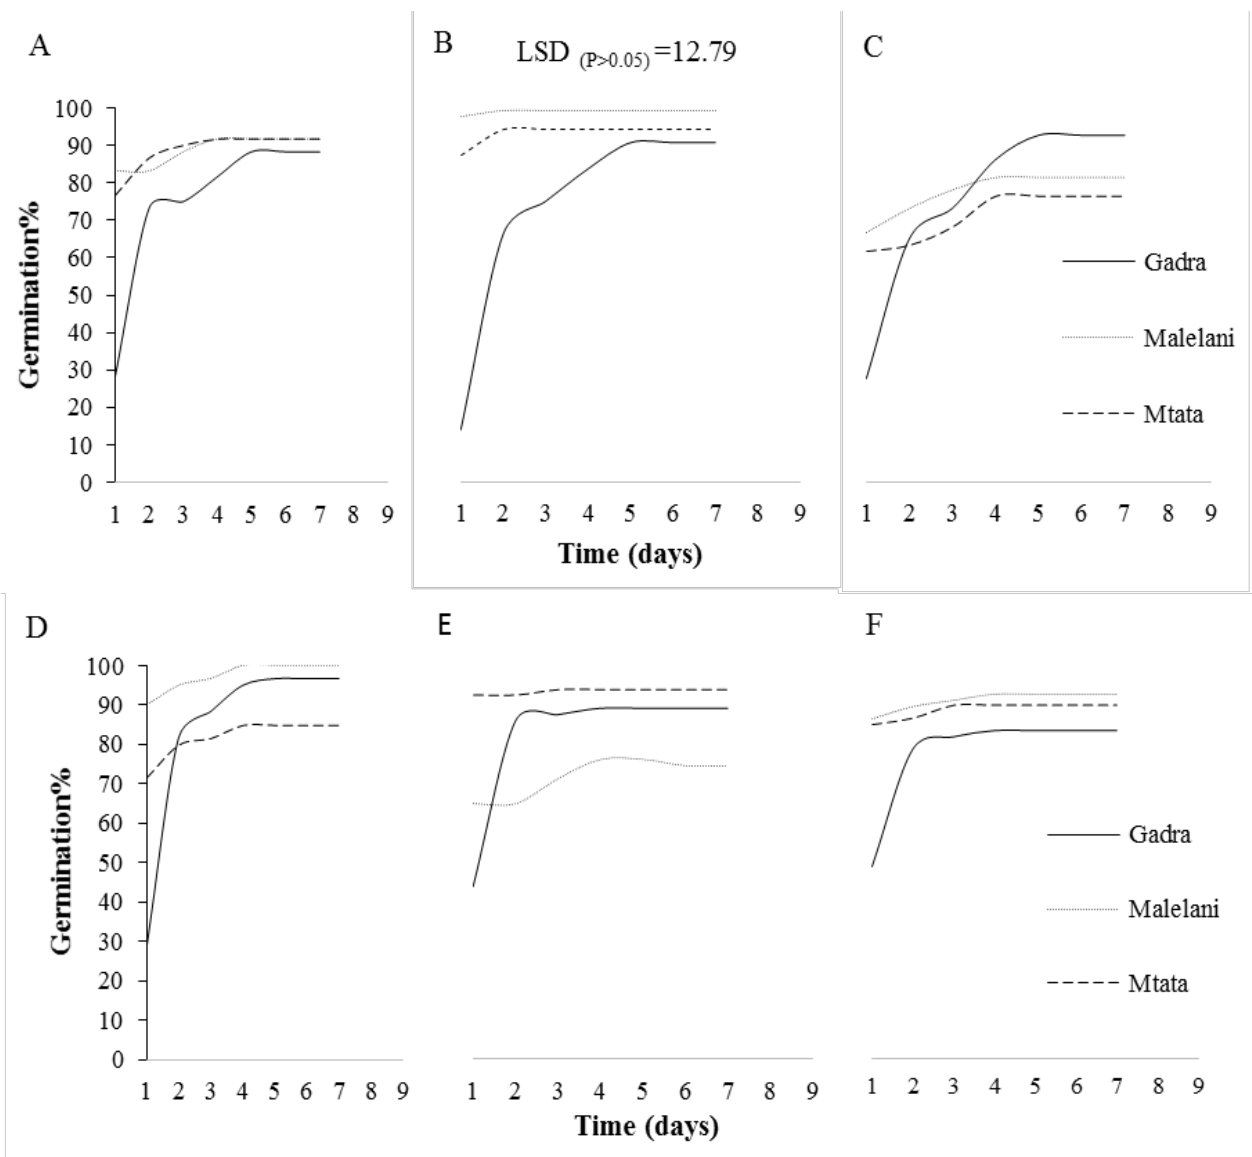 A
B
LSD (P>0.05) =12.79
C
Germination%
100
90
80
70
60
50
40
30
20
10
0
1 2 3 4 5 6 7 8 9
1 2 3 4 5 6 7 8 9
Time (days)
Gadra
Malelani
Mtata
1 2 3 4 5 6 7 8 9
D
E
F
Germination%
100
90
80
70
60
50
40
30
20
10
0
1 2 3 4 5 6 7 8 9
1 2 3 4 5 6 7 8 9
Time (days)
Gadra
Malelani
Mtata
1 2 3 4 5 6 7 8 9